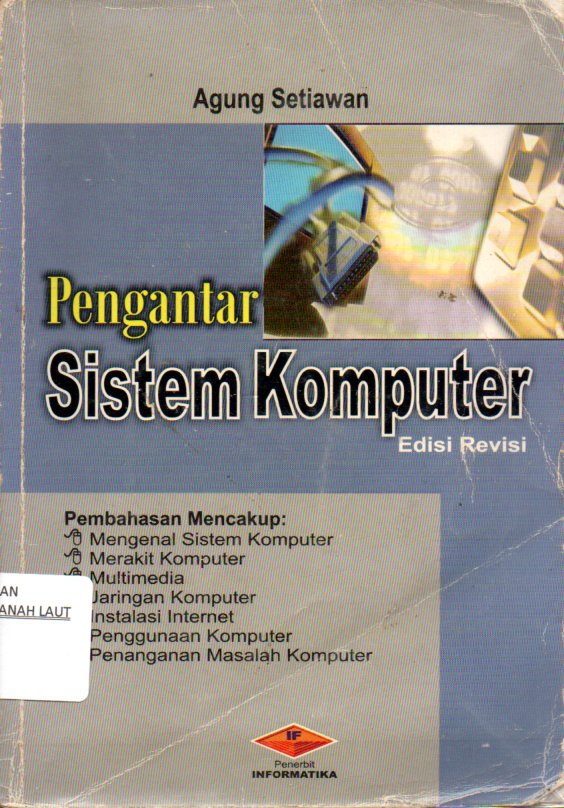 Agung Setiawan
Pengantar
Sistem Komputer
Edisi Revisi
Pembahasan Mencakup:
Mengenal Sistem Komputer
Merakit Komputer
Multimedia
Jaringan Komputer
Instalasi Internet
Penggunaan Komputer
Penanganan Masalah Komputer
AN
ANAH LAUT
IF
Penerbit
INFORMATIKA